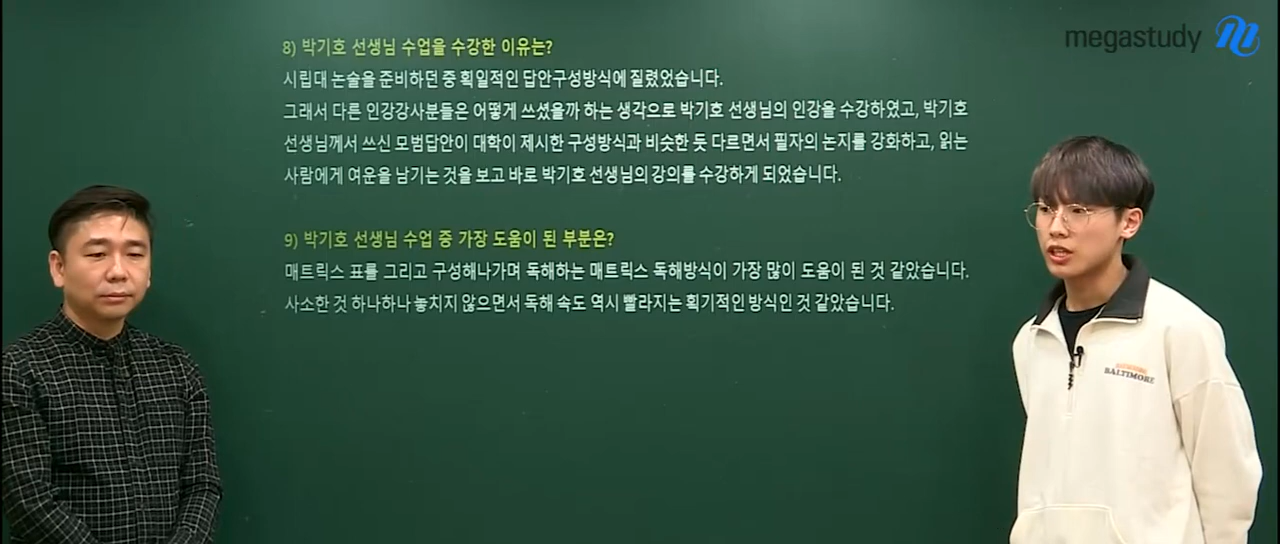 megastudy
8) 박기호 선생님 수업을 수강한 이유는?
시립대 논술을 준비하던 중 획일적인 답안구성방식에 질렸었습니다.
그래서 다른 인강강사분들은 어떻게 쓰셨을까 하는 생각으로 박기호 선생님의 인강을 수강하였고, 박기호
선생님께서 쓰신 모범답안이 대학이 제시한 구성방식과 비슷한 듯 다르면서 필자의 논지를 강화하고, 읽는
사람에게 여운을 남기는 것을 보고 바로 박기호 선생님의 강의를 수강하게 되었습니다.
9) 박기호 선생님 수업 중 가장 도움이 된 부분은?
매트릭스 표를 그리고 구성해나가며 독해하는 매트릭스 독해방식이 가장 많이 도움이 된 것 같았습니다.
사소한 것 하나하나 놓치지 않으면서 독해 속도 역시 빨라지는 획기적인 방식인 것 같았습니다.
BALTIMORE